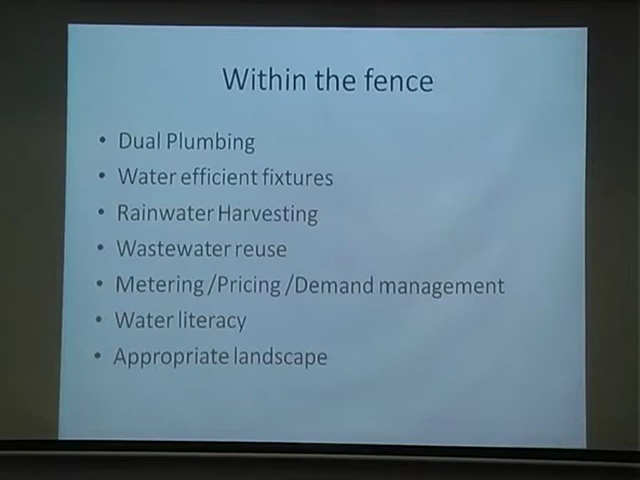 Within the fence
• Dual Plumbing
• Water efficient fixtures
• Rainwater Harvesting
• Wastewater reuse
• Metering /Pricing /Demand management
• Water literacy
• Appropriate landscape